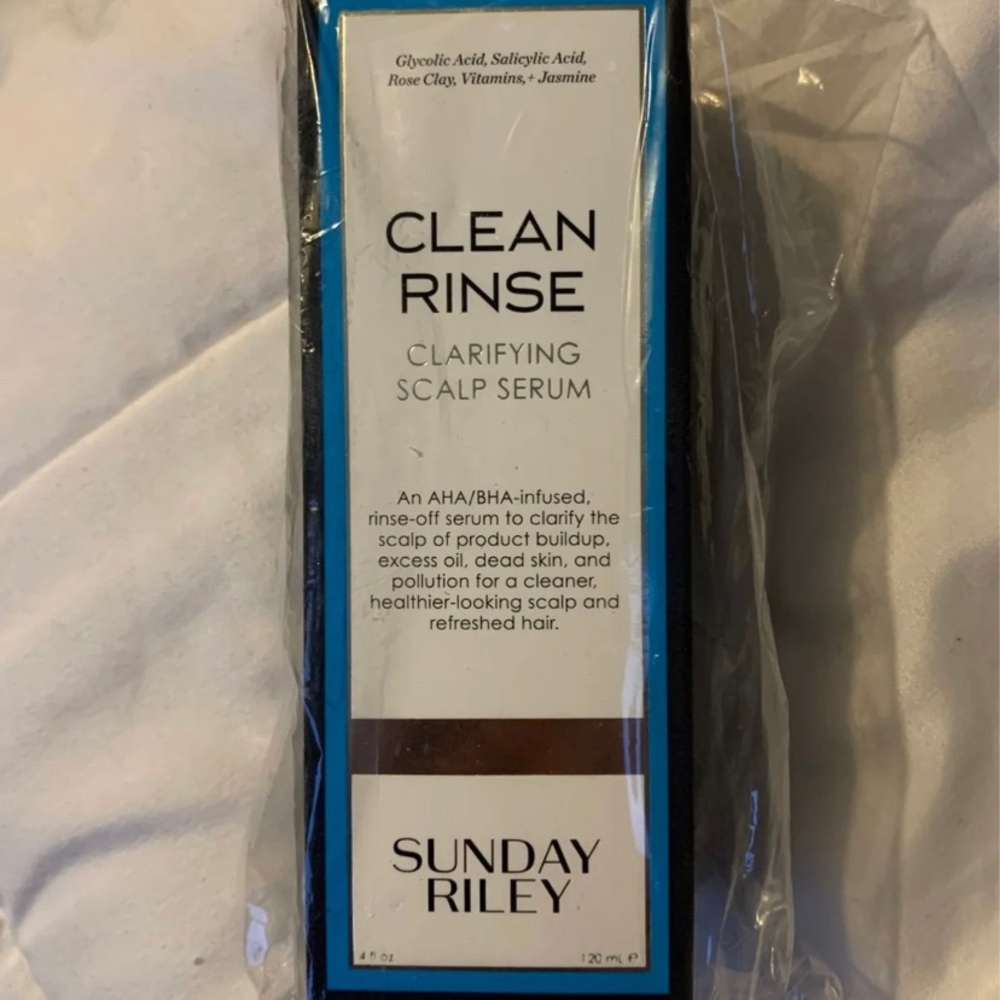 Glycolic Acid, Salicylic Acid,
Rose Clay, Vitamins,+ Jasmine
CLEAN
RINSE
CLARIFYING
SCALP SERUM
An AHA/BHA-infused,
rinse-off serum to clarify the
scalp of product buildup,
excess oil, dead skin, and
pollution for a cleaner,
healthier-looking scalp and
refreshed hair.
SUNDAY
RILEY
120 mL ℮